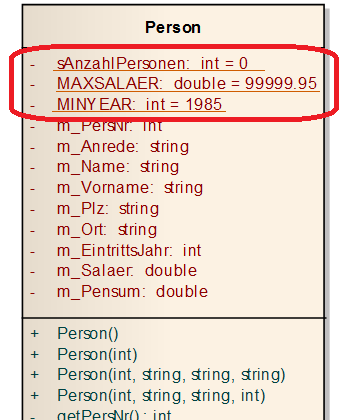 Person
- sAnzahlPersonen: int = 0
- MAXSALAER: double = 99999.95
- MINYEAR: int = 1985
- m_PersNr: int
- m_Anrede: string
- m_Name: string
- m_Vorname: string
- m_Plz: string
- m_Ort: string
- m_EintrittsJahr: int
- m_Salaer: double
- m_Pensum: double
+ Person()
+ Person(int)
+ Person(int, string, string, string)
+ Person(int, string, string, int)
- getPersNr() : int